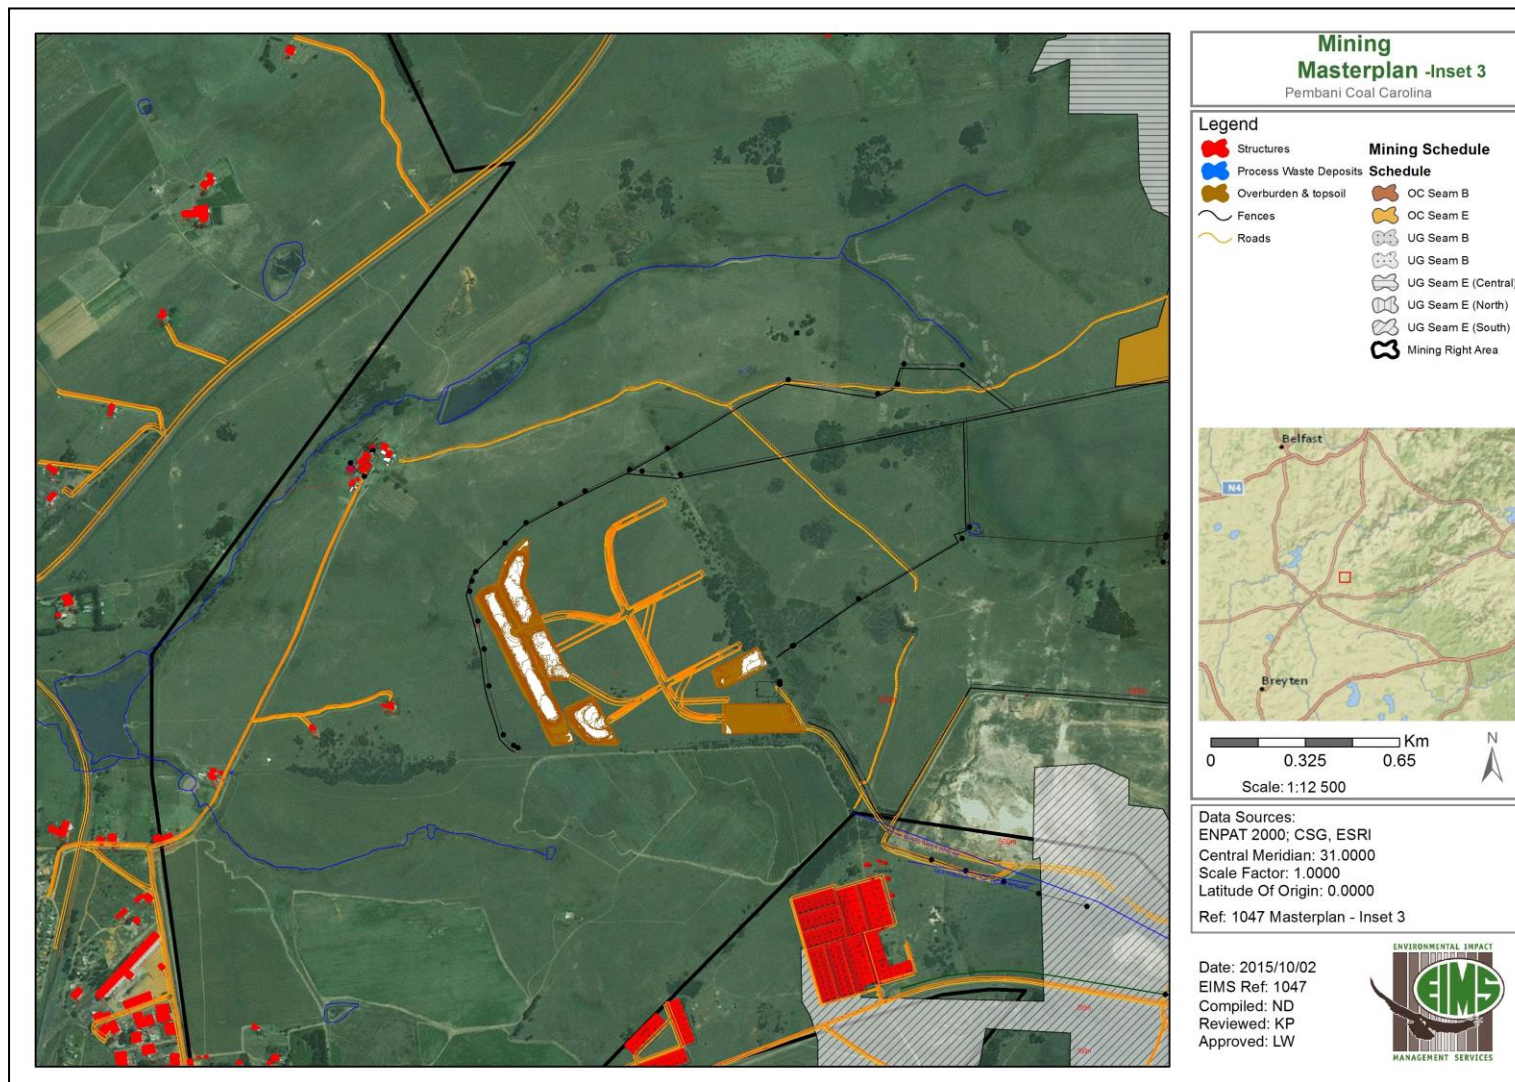 Mining
Masterplan -Inset 3
Pembani Coal Carolina
Legend
Structures
Process Waste Deposits
Overburden & topsoil
Fences
Roads
Mining Schedule
Schedule
OC Seam B
OC Seam E
UG Seam B
UG Seam B
UG Seam E (Central)
UG Seam E (North)
UG Seam E (South)
Mining Right Area
Belfast
N4
Breyten
Km
0 0.325 0.65
N
Scale: 1:12 500
Data Sources:
ENPAT 2000; CSG, ESRI
Central Meridian: 31.0000
Scale Factor: 1.0000
Latitude Of Origin: 0.0000
Ref: 1047 Masterplan - Inset 3
Date: 2015/10/02
EIMS Ref: 1047
Compiled: ND
Reviewed: KP
Approved: LW
ENVIRONMENTAL IMPACT
EIMS
MANAGEMENT SERVICES